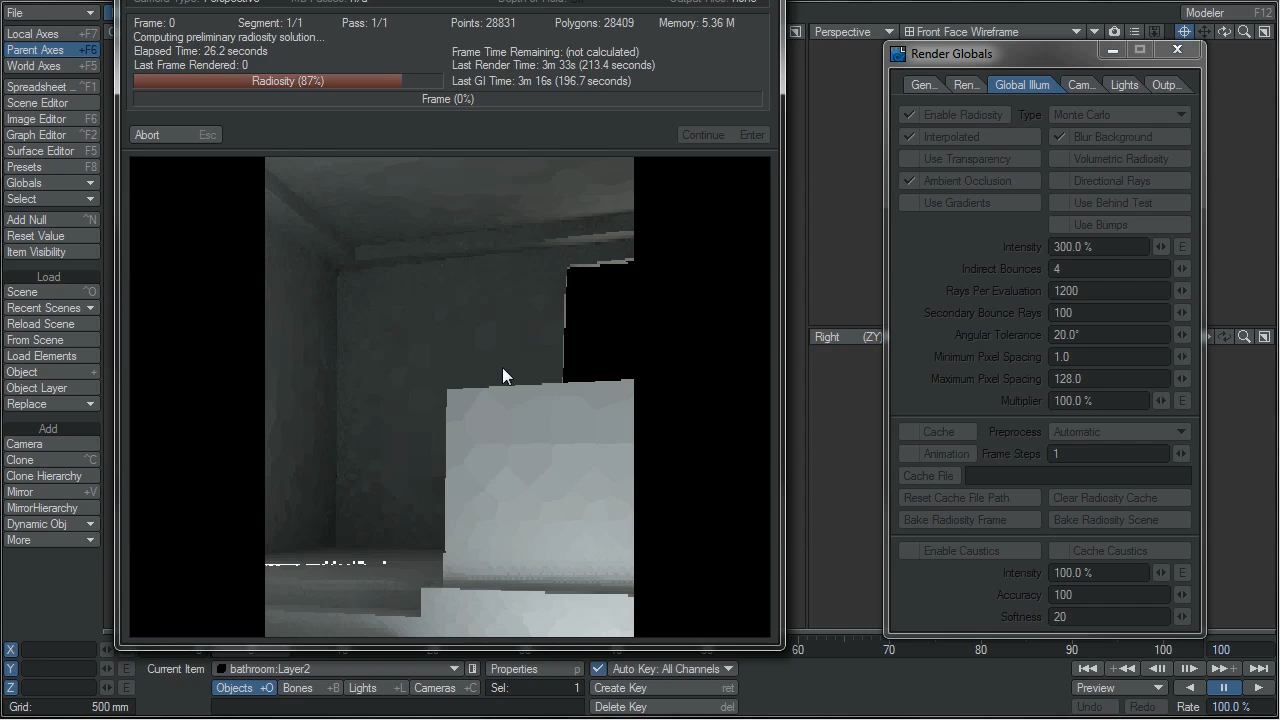 File
Local Axes +F7
Parent Axes +F6
World Axes +F5
Spreadsheet ... ^F1
Scene Editor
Image Editor F6
Graph Editor ^F2
Surface Editor F5
Presets F8
Globals
Select
Add Null ^N
Reset Value
Item Visibility
Load
Scene ^O
Recent Scenes
Reload Scene
From Scene
Load Elements
Object +
Object Layer
Replace
Add
Camera
Clone ^C
Clone Hierarchy
Mirror +V
MirrorHierarchy
Dynamic Obj
More
Frame: 0 Segment: 1/1 Pass: 1/1 Points: 28831 Polygons: 28409 Memory: 5.36 M
Computing preliminary radiosity solution...
Elapsed Time: 26.2 seconds Frame Time Remaining: (not calculated)
Last Frame Rendered: 0 Last Render Time: 3m 33s (213.4 seconds)
Radiosity (87%) Last GI Time: 3m 16s (196.7 seconds)
Frame (0%)
Abort Esc Continue Enter
Modeler F12
Perspective Front Face Wireframe
Right (ZY)
Render Globals
Gen... Ren... Global Illum Cam... Lights Outp...
Enable Radiosity Type Monte Carlo
Interpolated Blur Background
Use Transparency Volumetric Radiosity
Ambient Occlusion Directional Rays
Use Gradients Use Behind Test
Use Bumps
Intensity 300.0 % E
Indirect Bounces 4
Rays Per Evaluation 1200
Secondary Bounce Rays 100
Angular Tolerance 20.0°
Minimum Pixel Spacing 1.0
Maximum Pixel Spacing 128.0
Multiplier 100.0 % E
Cache Preprocess Automatic
Animation Frame Steps 1
Cache File
Reset Cache File Path Clear Radiosity Cache
Bake Radiosity Frame Bake Radiosity Scene
Enable Caustics Cache Caustics
Intensity 100.0 % E
Accuracy 100
Softness 20
60 70 80 90 100 100
X E
Y E
Z E
Grid: 500 mm
Current Item bathroom:Layer2 Properties p Auto Key: All Channels
Objects +O Bones +B Lights +L Cameras +C Sel: 1 Create Key ret
Delete Key del
Preview
Undo Redo Rate 100.0 %